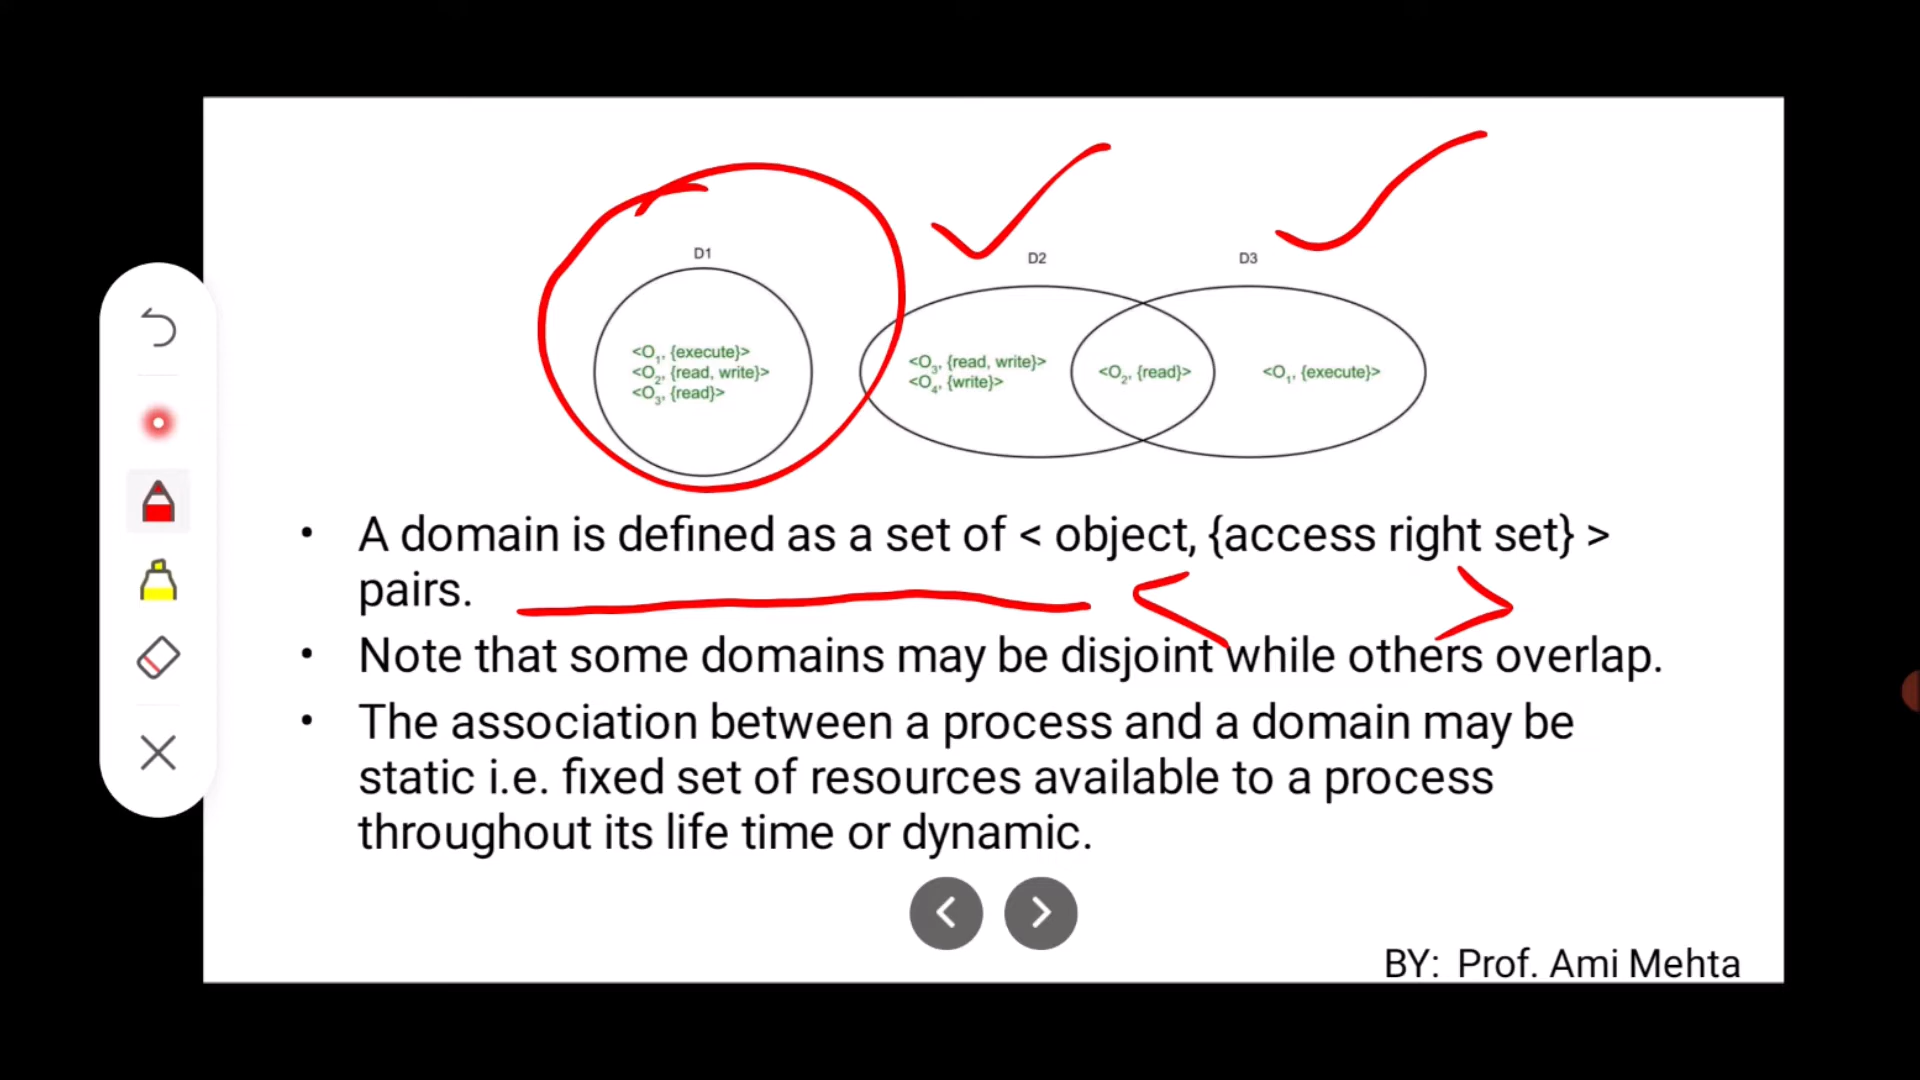 D1
D2
D3
<O1, {execute}>
<O2, {read, write}>
<O3, {read}>
<O3, {read, write}>
<O4, {write}>
<O2, {read}>
<O1, {execute}>
• A domain is defined as a set of < object, {access right set} >
pairs.
• Note that some domains may be disjoint while others overlap.
• The association between a process and a domain may be
static i.e. fixed set of resources available to a process
throughout its life time or dynamic.
BY: Prof. Ami Mehta